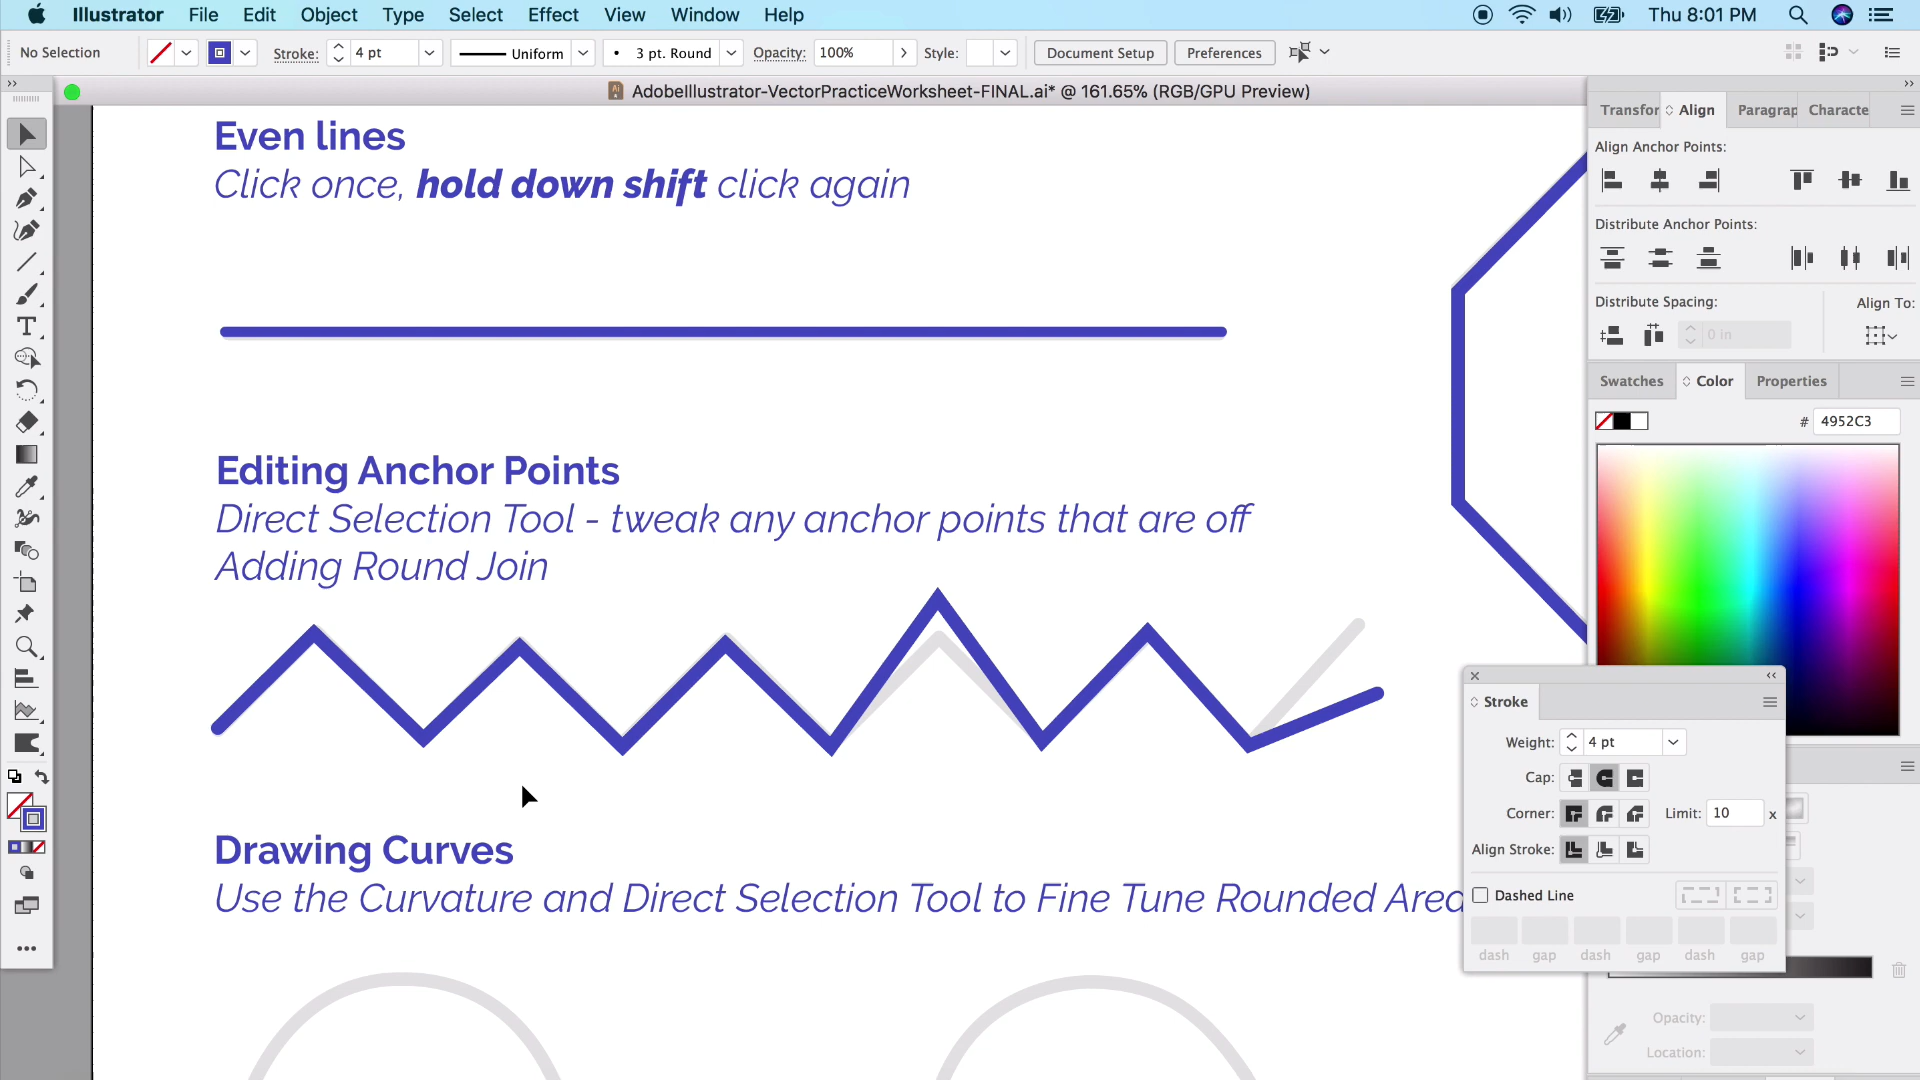 Illustrator File Edit Object Type Select Effect View Window Help Thu 8:01 PM
No Selection Stroke: 4 pt Uniform 3 pt. Round Opacity: 100% Style: Document Setup Preferences
AdobeIllustrator-VectorPracticeWorksheet-FINAL.ai* @ 161.65% (RGB/GPU Preview)
Even lines
Click once, hold down shift click again
Editing Anchor Points
Direct Selection Tool - tweak any anchor points that are off
Adding Round Join
Drawing Curves
Use the Curvature and Direct Selection Tool to Fine Tune Rounded Area
Transfor Align Paragrap Characte
Align Anchor Points:
Distribute Anchor Points:
Distribute Spacing: Align To:
0 in
Swatches Color Properties
# 4952C3
Stroke
Weight: 4 pt
Cap:
Corner: Limit: 10 x
Align Stroke:
Dashed Line
dash gap dash gap dash gap
Opacity:
Location: